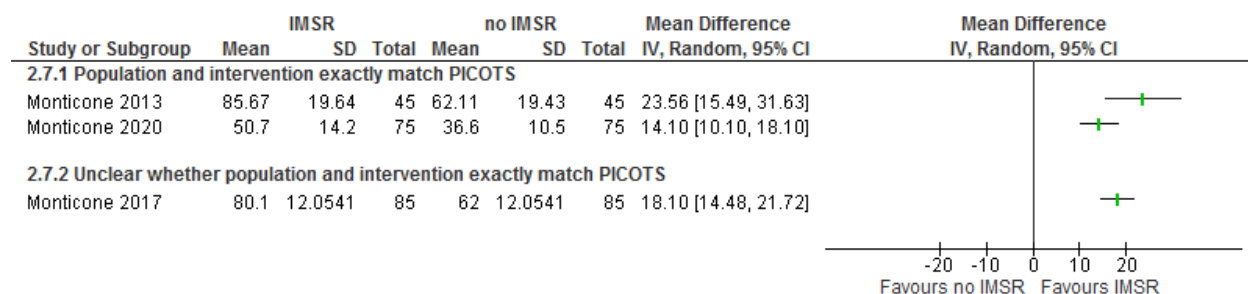 IMSR no IMSR Mean Difference Mean Difference
Study or Subgroup Mean SD Total Mean SD Total IV, Random, 95% CI IV, Random, 95% CI
2.7.1 Population and intervention exactly match PICOTS
Monticone 2013 85.67 19.64 45 62.11 19.43 45 23.56 [15.49, 31.63]
Monticone 2020 50.7 14.2 75 36.6 10.5 75 14.10 [10.10, 18.10]
2.7.2 Unclear whether population and intervention exactly match PICOTS
Monticone 2017 80.1 12.0541 85 62 12.0541 85 18.10 [14.48, 21.72]
-20 -10 0 10 20
Favours no IMSR Favours IMSR